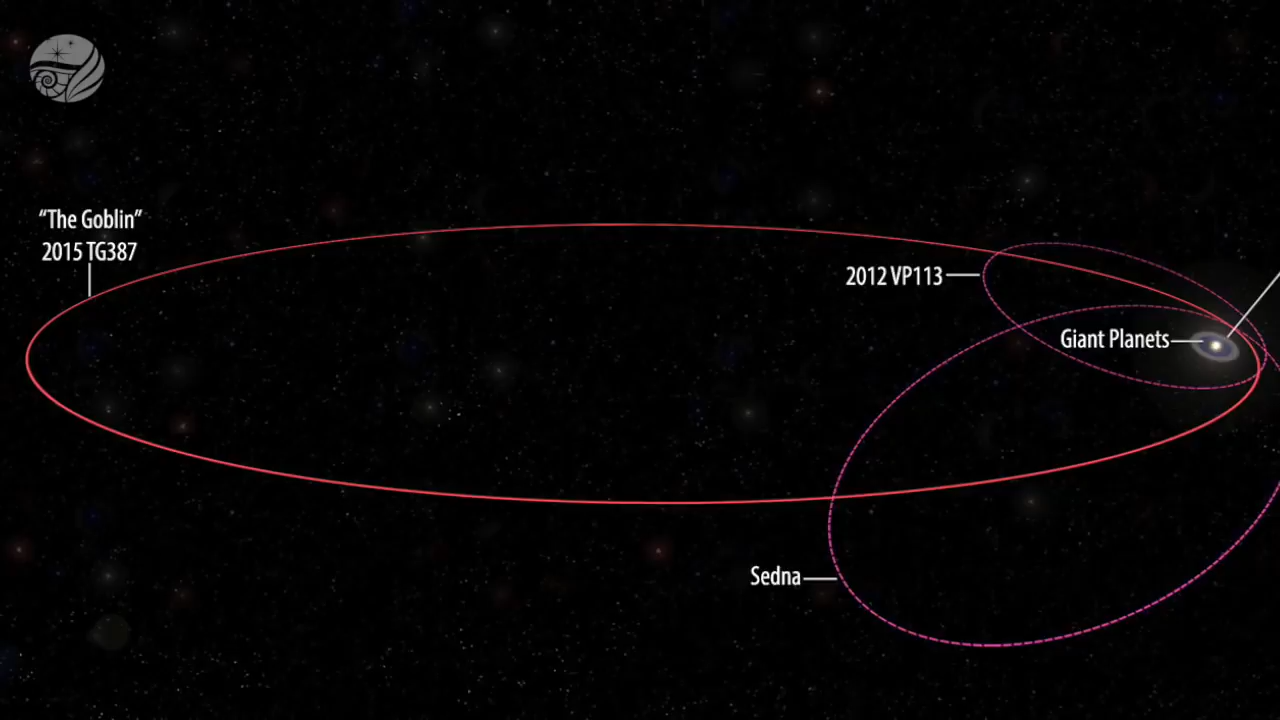 “The Goblin”
2015 TG387
2012 VP113
Giant Planets
Sedna